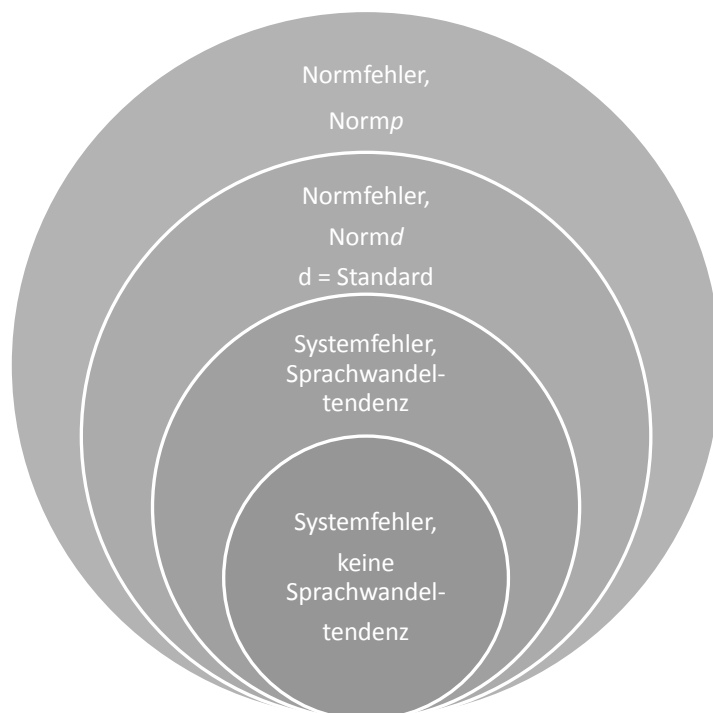 Normfehler,
Normp
Normfehler,
Normd
d = Standard
Systemfehler,
Sprachwandel-
tendenz
Systemfehler,
keine
Sprachwandel-
tendenz